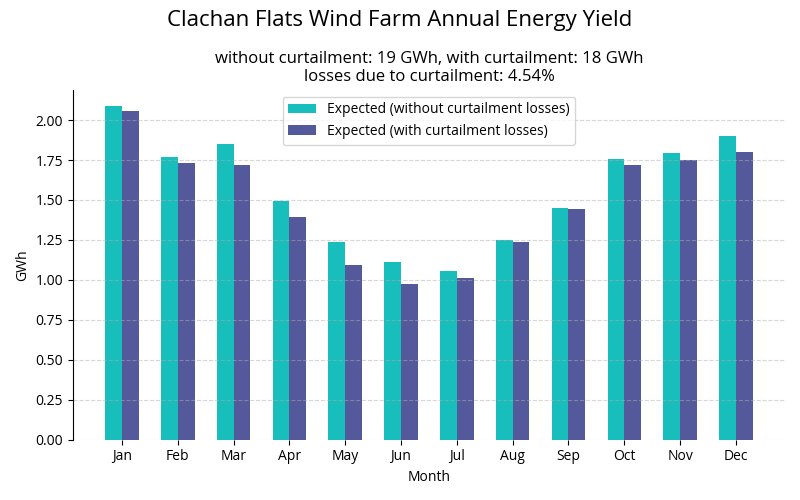 Clachan Flats Wind Farm Annual Energy Yield
without curtailment: 19 GWh, with curtailment: 18 GWh
losses due to curtailment: 4.54%
Expected (without curtailment losses)
Expected (with curtailment losses)
GWh
2.00
1.75
1.50
1.25
1.00
0.75
0.50
0.25
0.00
Jan Feb Mar Apr May Jun Jul Aug Sep Oct Nov Dec
Month